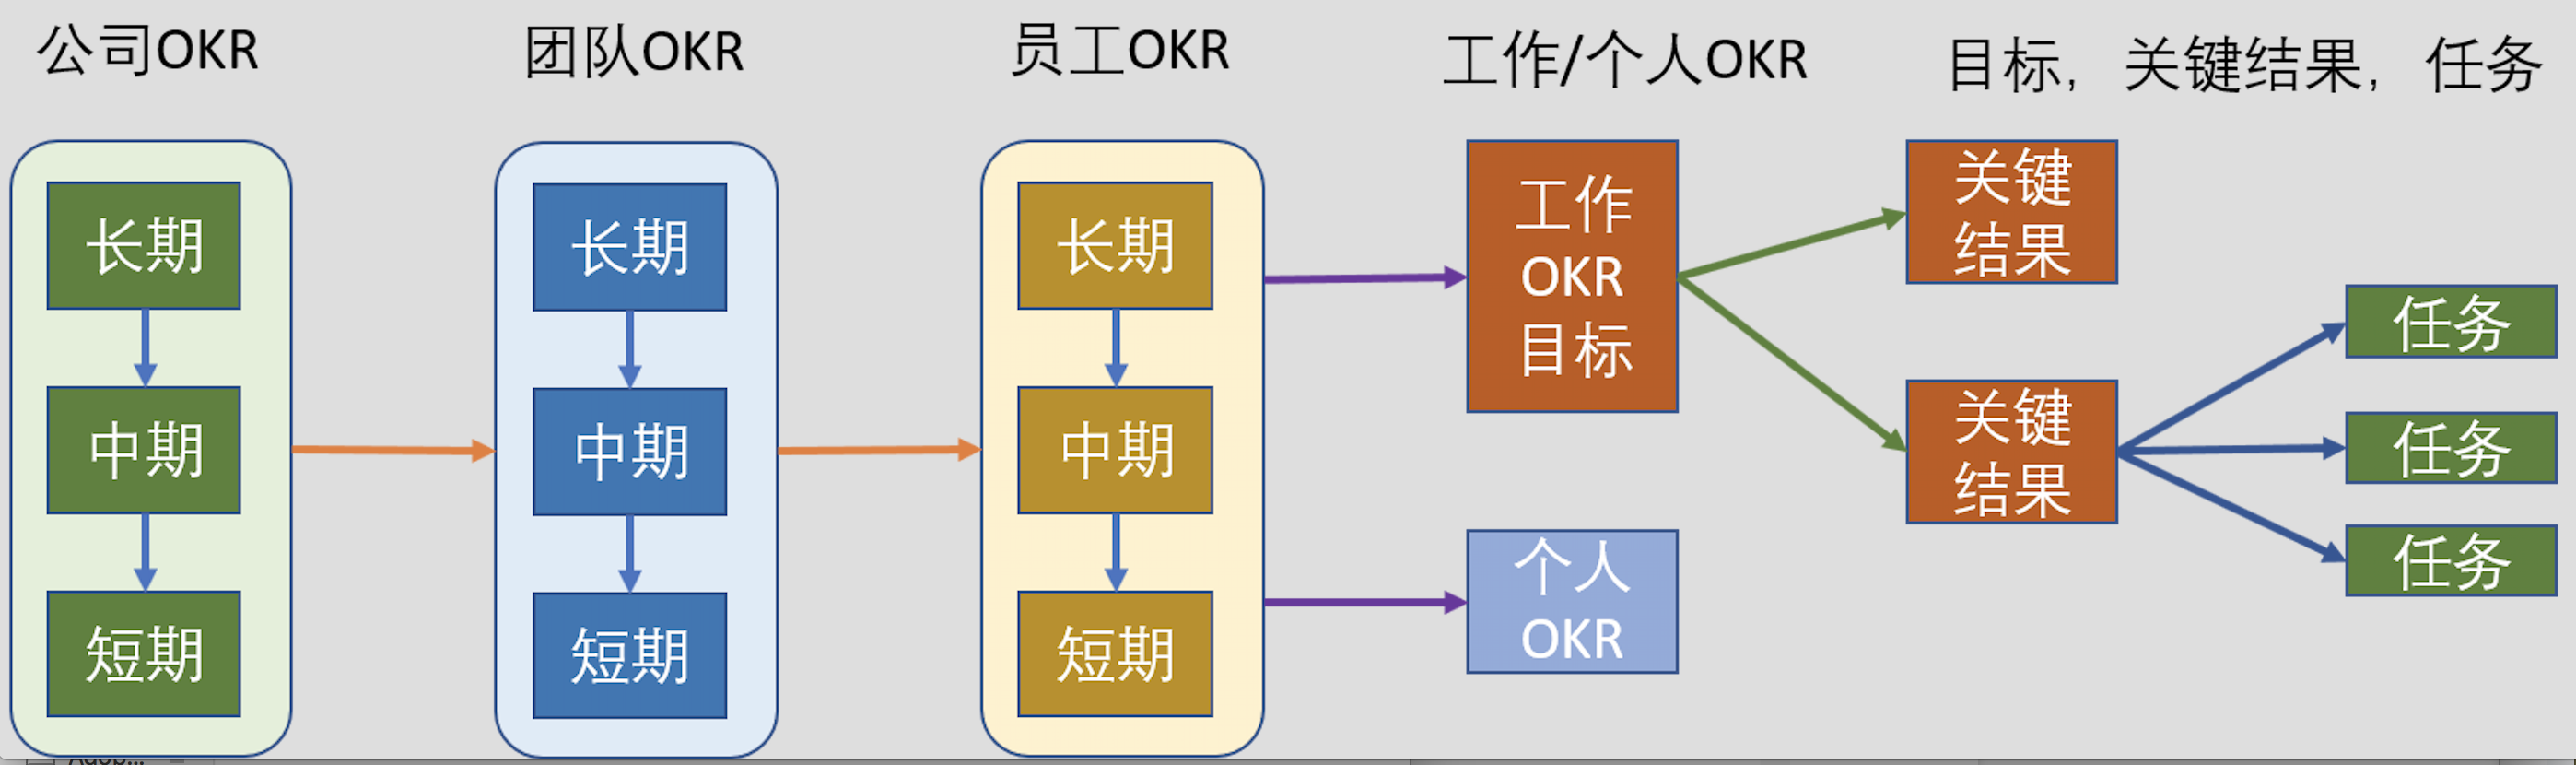 公司OKR
团队OKR
员工OKR
工作/个人OKR
目标，关键结果，任务
长期
中期
短期
长期
中期
短期
长期
中期
短期
工作
OKR
目标
个人
OKR
关键
结果
关键
结果
任务
任务
任务